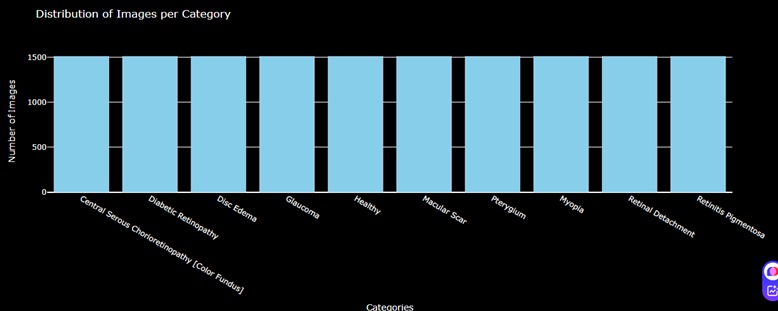 Distribution of Images per Category
Number of Images
1500
1000
500
0
Central Serous Chorioretinopathy [Color Fundus]
Diabetic Retinopathy
Disc Edema
Glaucoma
Healthy
Macular Scar
Pterygium
Myopia
Retinal Detachment
Retinitis Pigmentosa
Categories